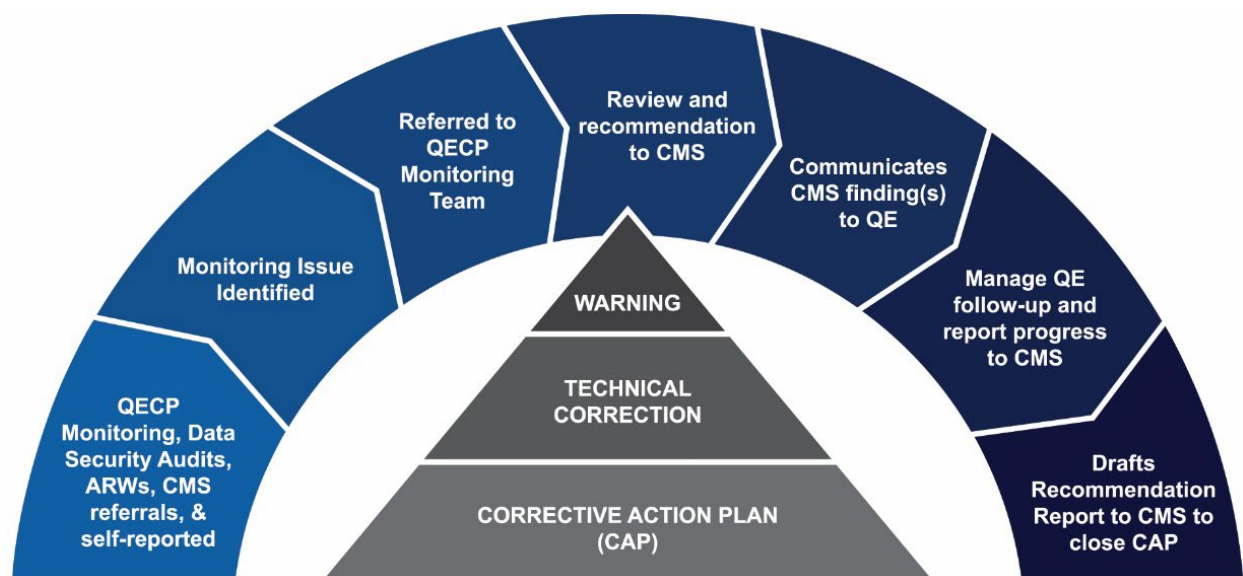 QECP
Monitoring, Data
Security Audits,
ARWs, CMS
referrals, &
self-reported
Monitoring Issue
Identified
Referred to
QECP
Monitoring
Team
Review and
recommendation
to CMS
Communicates
CMS finding(s)
to QE
Manage QE
follow-up and
report progress
to CMS
Drafts
Recommendation
Report to CMS to
close CAP
WARNING
TECHNICAL
CORRECTION
CORRECTIVE ACTION PLAN
(CAP)